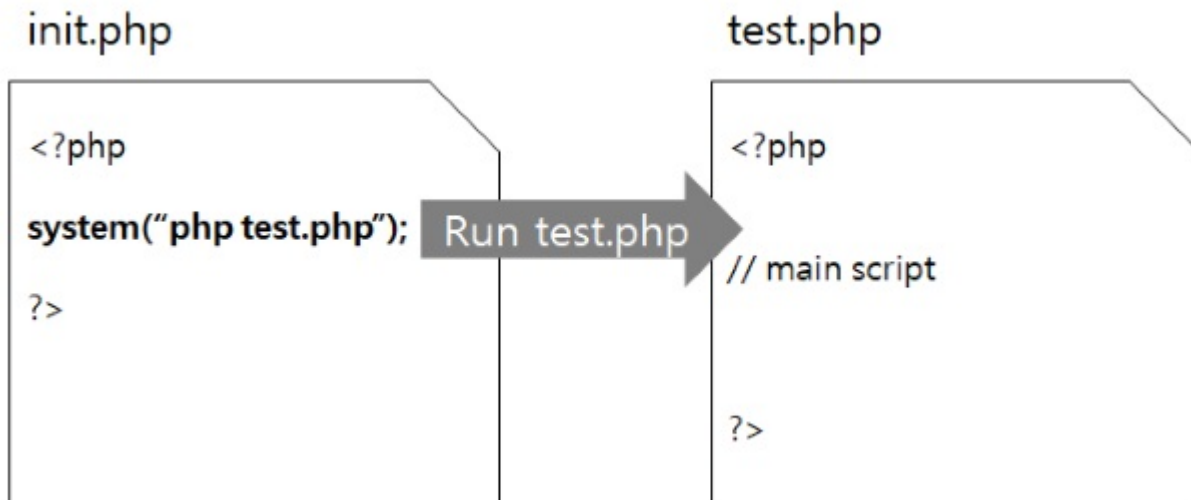 init.php
<?php
system(“php test.php”);
?>
Run test.php
test.php
<?php
// main script
?>